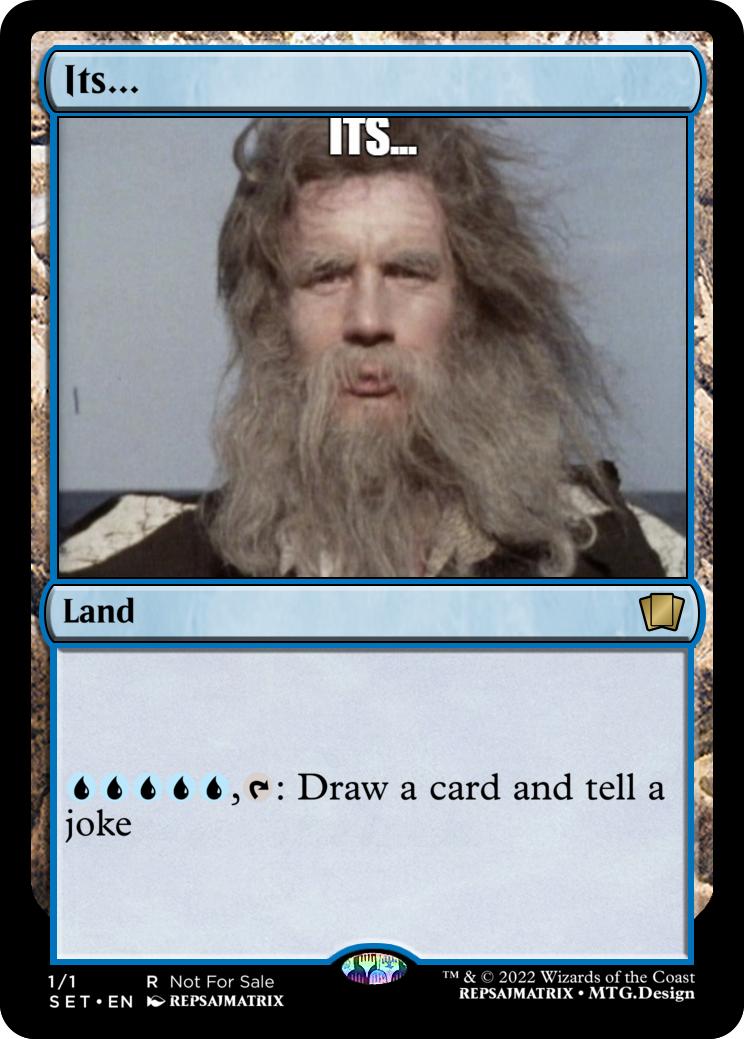 Its...
ITS...
Land
, : Draw a card and tell a
joke
1/1 R Not For Sale
SET • EN REPSAJMATRIX
™ & © 2022 Wizards of the Coast
REPSAJMATRIX • MTG.Design